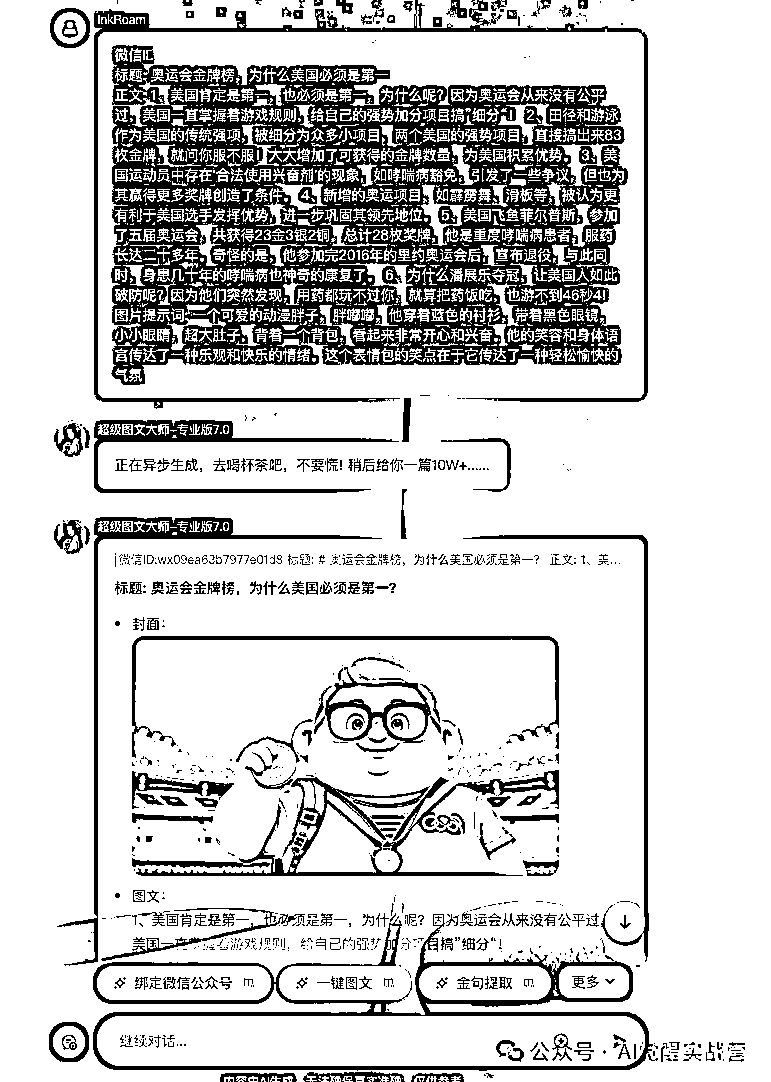 InkRoam
微信ID
标题: 奥运会金牌榜，为什么美国必须是第一
正文: 1、美国肯定是第一，也必须是第一，为什么呢？因为奥运会从来没有公平
过，美国一直掌握着游戏规则，给自己的强势加分项目搞“细分”！ 2、田径和游泳
作为美国的传统强项，被细分为众多小项目，两个美国的强势项目，直接搞出来83
枚金牌，就问你服不服！大大增加了可获得的金牌数量，为美国积累优势。 3、美
国运动员中存在“合法使用兴奋剂”的现象，如哮喘病豁免，引发了一些争议，但也为
其赢得更多奖牌创造了条件。 4、新增的奥运项目，如霹雳舞、滑板等，被认为更
有利于美国选手发挥优势，进一步巩固其领先地位。 5、美国飞鱼菲尔普斯，参加
了五届奥运会，共获得23金3银2铜，总计28枚奖牌，他是重度哮喘病患者，服药
长达二十多年，奇怪的是，他参加完2016年的里约奥运会后，宣布退役，与此同
时，身患几十年的哮喘病也神奇的康复了。 6、为什么潘展乐夺冠，让美国人如此
破防呢？因为他们突然发现，用药都玩不过你，就算把药饭吃，也游不到46秒4!
图片提示词: 一个可爱的动漫胖子，胖嘟嘟，他穿着蓝色的衬衫，带着黑色眼镜，
小小眼睛，超大肚子，背着一个背包，看起来非常开心和兴奋，他的笑容和身体语
言传达了一种乐观和快乐的情绪，这个表情包的笑点在于它传达了一种轻松愉快的
气氛
超级图文大师_专业版7.0
正在异步生成，去喝杯茶吧，不要慌! 稍后给你一篇10W+......
超级图文大师_专业版7.0
微信ID:wx09ea63b7977e01d8 标题: # 奥运会金牌榜，为什么美国必须是第一？ 正文: 1、美...
标题: 奥运会金牌榜，为什么美国必须是第一？
• 封面:
• 图文:
1、美国肯定是第一，也必须是第一，为什么呢？因为奥运会从来没有公平过，
美国一直掌握着游戏规则，给自己的强势加分项目搞“细分”！
绑定微信公众号 一键图文 金句提取 更多
继续对话...
公众号 · AI觉醒实战营
内容由AI生成，无法确保真实准确，仅供参考